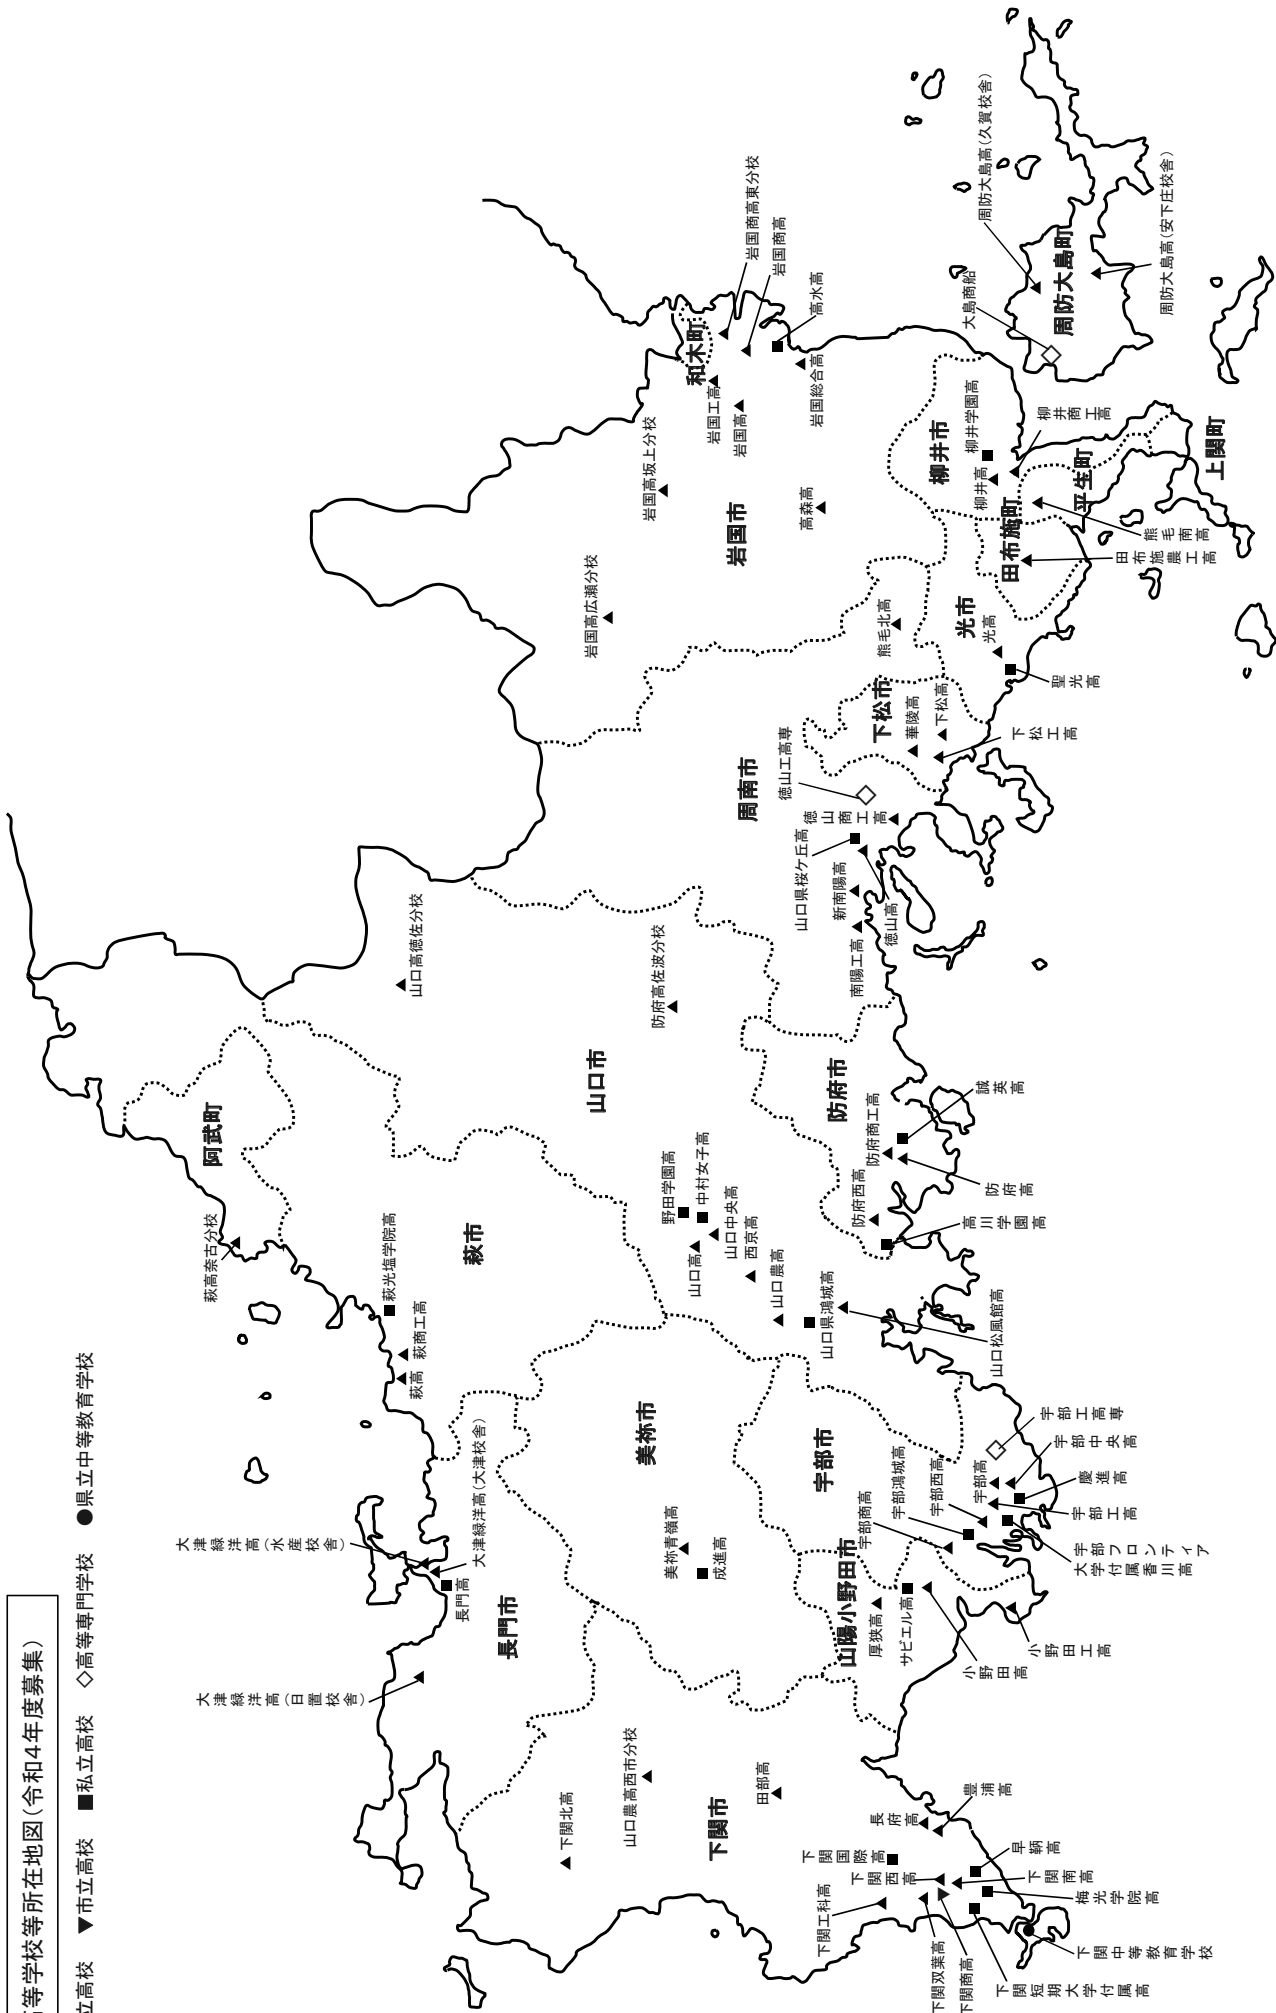 等学校等所在地図(令和4年度募集)
立高校 ▼市立高校 ■私立高校 ◇高等専門学校 ●県立中等教育学校
阿武町
萩高奈古分校
萩市
萩光塩学院高
萩商工高
萩高
長門市
大津緑洋高(水産校舎)
大津緑洋高(大津校舎)
長門高
大津緑洋高(日置校舎)
山口市
山口高徳佐分校
防府高佐波分校
野田学園高
中村女子高
山口高
山口中央高
西京高
山口農高
山口県鴻城高
山口松風館高
美祢市
美祢青嶺高
成進高
下関市
下関北高
山口農高西市分校
田部高
豊浦高
長府高
下関国際高
下関西高
早鞆高
下関南高
梅光学院高
下関工科高
下関双葉高
下関商高
下関短期大学付属高
下関中等教育学校
山陽小野田市
厚狭高
サビエル高
小野田高
小野田工高
宇部市
宇部商高
宇部鴻城高
宇部西高
宇部高
宇部工高専
宇部中央高
慶進高
宇部工高
宇部フロンティア
大学付属香川高
防府市
防府商工高
誠英高
防府高
防府西高
高川学園高
周南市
徳山工高専
徳山商工高
山口県桜ケ丘高
新南陽高
徳山高
南陽工高
熊毛北高
下松市
華陵高
下松高
下松工高
光市
光高
聖光高
岩国市
岩国高広瀬分校
岩国高坂上分校
岩国工高
岩国高
高森高
岩国商高東分校
岩国商高
高水高
岩国総合高
和木町
柳井市
柳井学園高
柳井高
柳井商工高
田布施町
田布施農工高
平生町
熊毛南高
上関町
周防大島町
大島商船
周防大島高(久賀校舎)
周防大島高(安下庄校舎)